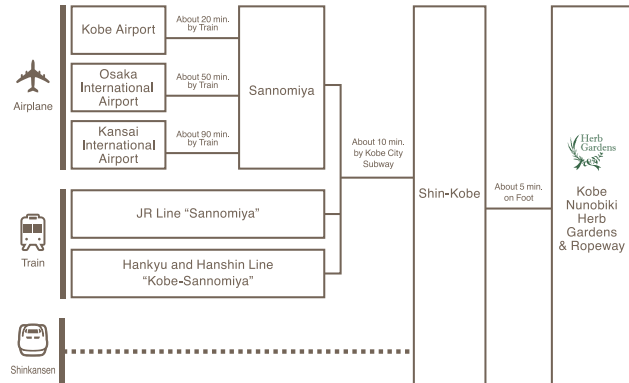 Airplane
Kobe Airport
About 20 min.
by Train
Osaka
International
Airport
About 50 min.
by Train
Kansai
International
Airport
About 90 min.
by Train
Sannomiya
Train
JR Line “Sannomiya”
Hankyu and Hanshin Line
“Kobe-Sannomiya”
About 10 min.
by Kobe City
Subway
Shinkansen
Shin-Kobe
About 5 min.
on Foot
Herb
Gardens
Kobe
Nunobiki
Herb
Gardens
& Ropeway